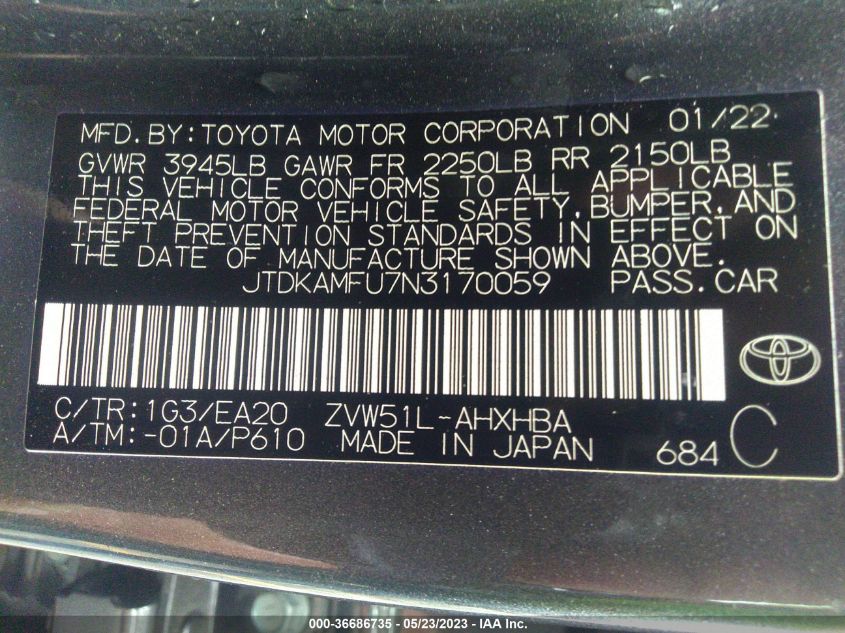 MFD.BY:TOYOTA MOTOR CORPORATION 01/22
GVWR 3945LB GAWR FR 2250LB RR 2150LB
THIS VEHICLE CONFORMS TO ALL APPLICABLE
FEDERAL MOTOR VEHICLE SAFETY,BUMPER,AND
THEFT PREVENTION STANDARDS IN EFFECT ON
THE DATE OF MANUFACTURE SHOWN ABOVE.
JTDKAMFU7N3170059 PASS.CAR
C/TR:1G3/EA20 ZVW51L-AHXHBA
A/TM:-01A/P610 MADE IN JAPAN 684 C
000-36686735 - 05/23/2023 - IAA Inc.